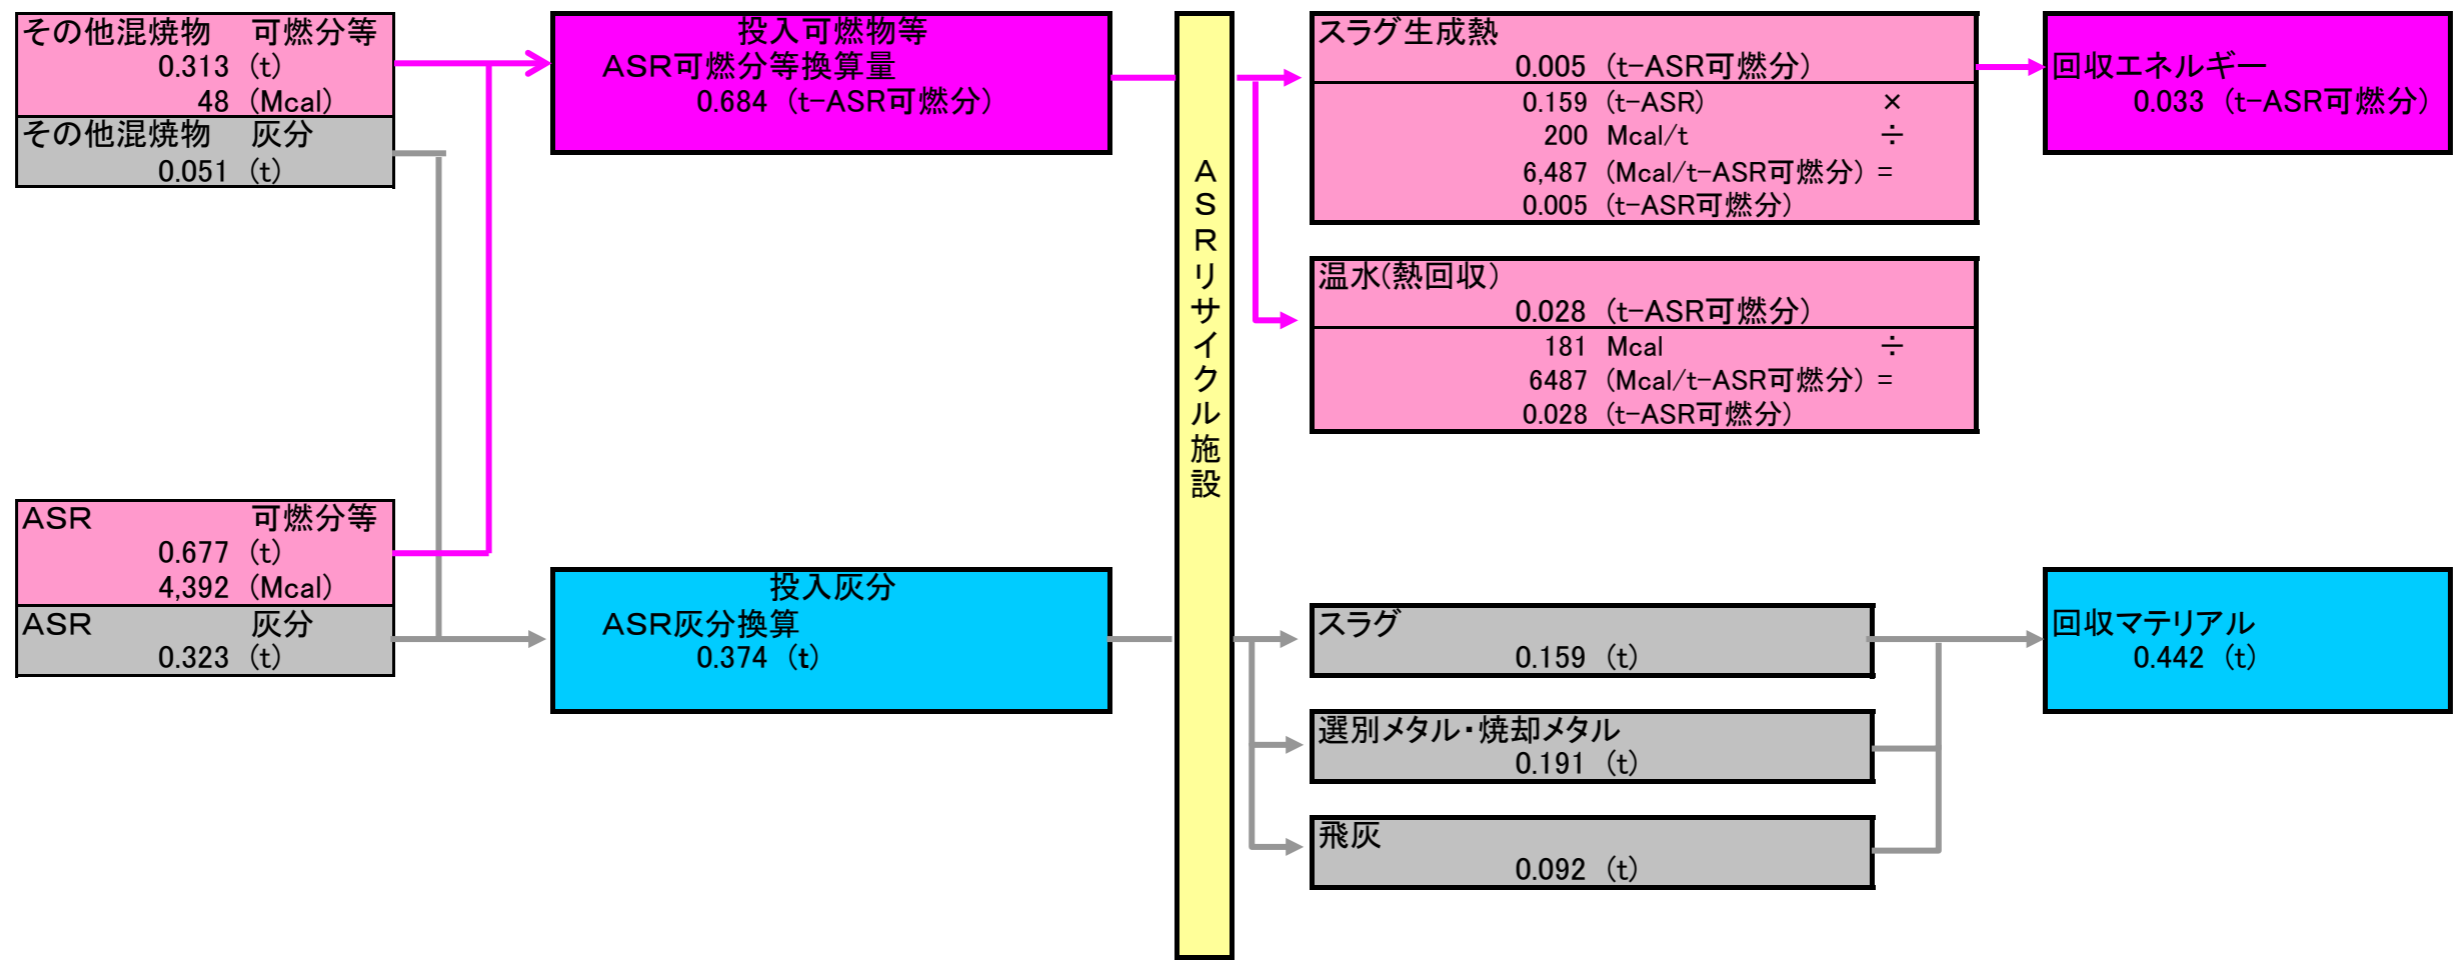 その他混焼物 可燃分等
0.313 (t)
48 (Mcal)
その他混焼物 灰分
0.051 (t)
投入可燃物等
ASR可燃分等換算量
0.684 (t-ASR可燃分)
ASRリサイクル施設
スラグ生成熱
0.005 (t-ASR可燃分)
0.159 (t-ASR) ×
200 Mcal/t ÷
6,487 (Mcal/t-ASR可燃分) =
0.005 (t-ASR可燃分)
回収エネルギー
0.033 (t-ASR可燃分)
温水(熱回収)
0.028 (t-ASR可燃分)
181 Mcal ÷
6487 (Mcal/t-ASR可燃分) =
0.028 (t-ASR可燃分)
ASR 可燃分等
0.677 (t)
4,392 (Mcal)
ASR 灰分
0.323 (t)
投入灰分
ASR灰分換算
0.374 (t)
スラグ
0.159 (t)
選別メタル・焼却メタル
0.191 (t)
飛灰
0.092 (t)
回収マテリアル
0.442 (t)